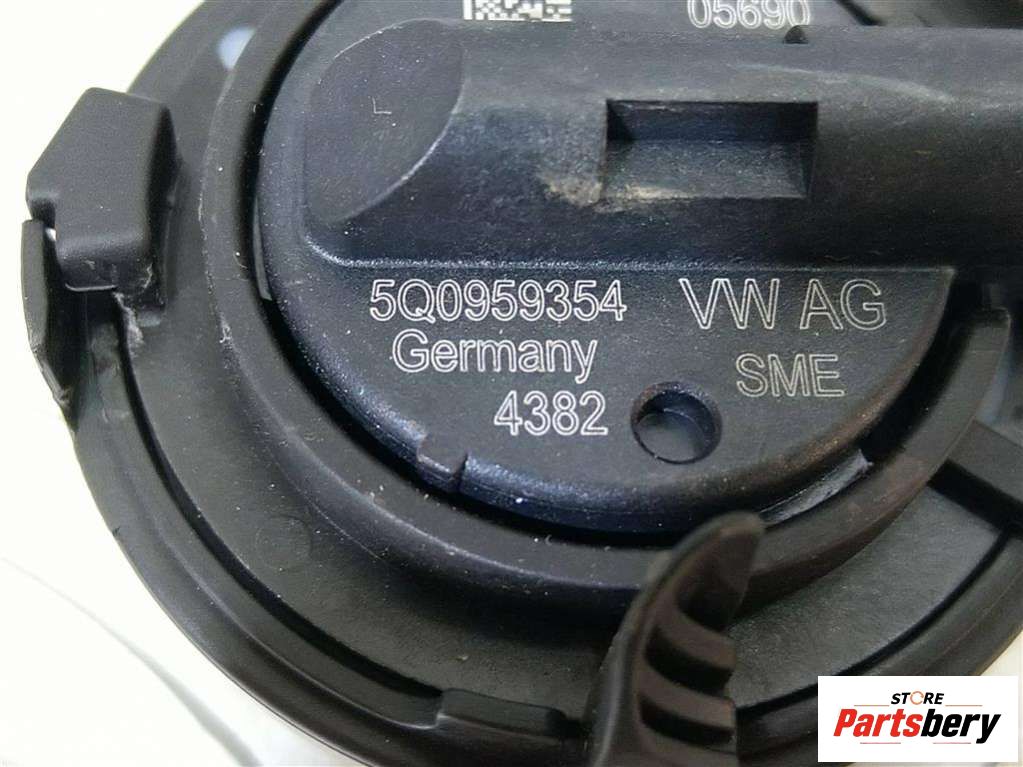 05690
5Q0959354 VW AG
Germany SME
4382
STORE
Partsbery